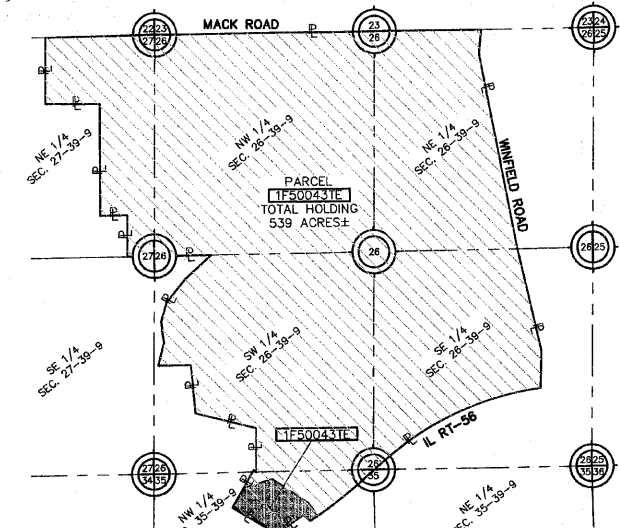 MACK ROAD
22 23
27 26
23
26
23 24
26 25
NE 1/4
SEC. 27-39-9
NW 1/4
SEC. 26-39-9
NE 1/4
SEC. 26-39-9
WINFIELD ROAD
PARCEL
1F50043TE
TOTAL HOLDING
539 ACRES±
27 26
26
26 25
SE 1/4
SEC. 27-39-9
SW 1/4
SEC. 26-39-9
SE 1/4
SEC. 26-39-9
1F50043TE
IL RT-56
27 26
34 35
26
35
26 25
35 36
NW 1/4
35-39-9
NE 1/4
SEC. 35-39-9